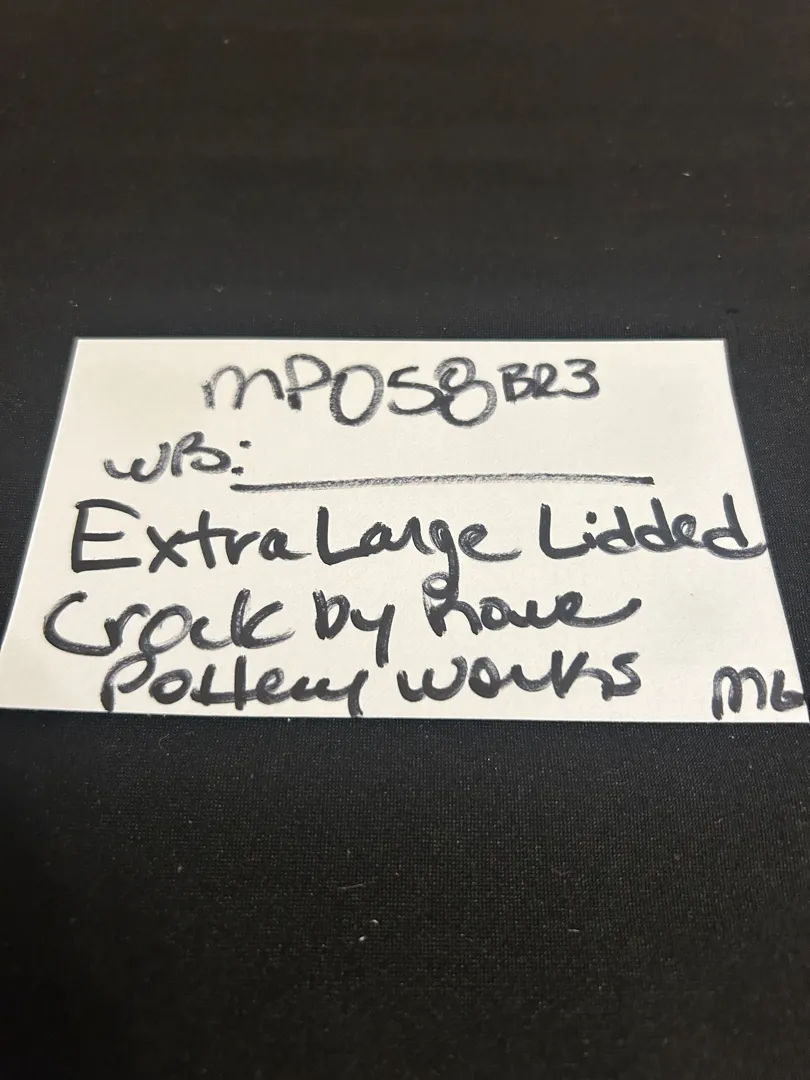 MP058 BR3
WB:
Extra Large Lidded
Crock by Rowe
Pottery Works MG